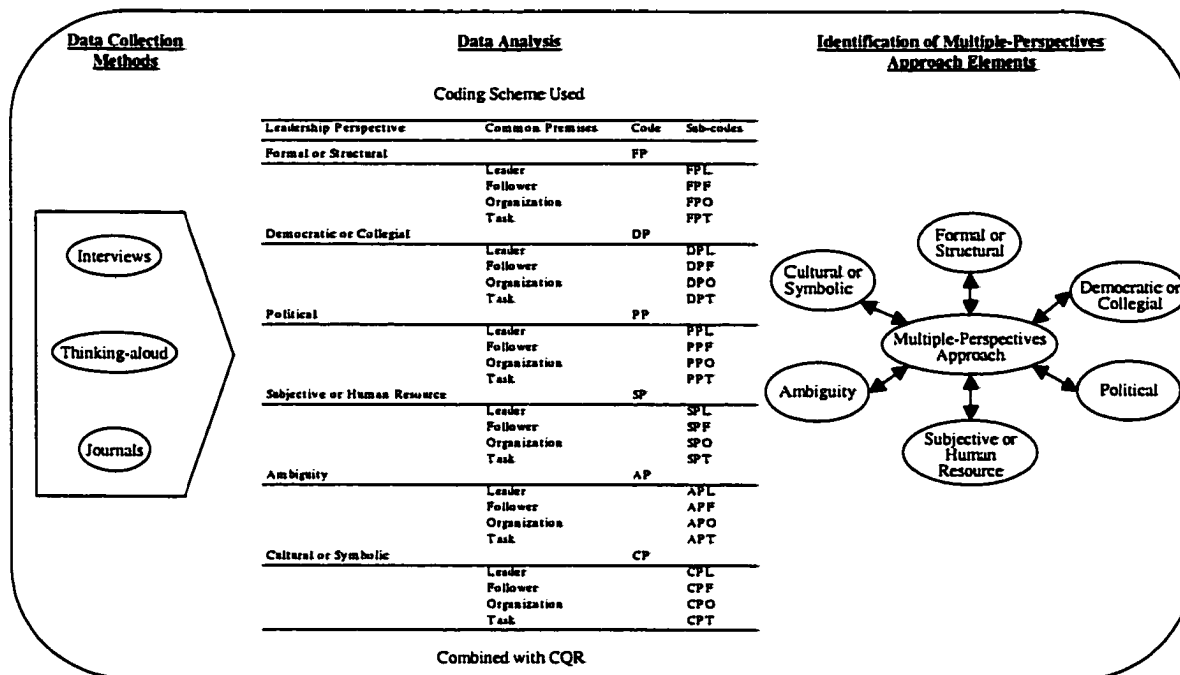 Data Collection
Methods
Data Analysis
Identification of Multiple-Perspectives
Approach Elements
Coding Scheme Used
Leadership Perspective Common Premises Code Sub-codes
Formal or Structural FP
Leader FPL
Follower FPF
Organization FPO
Task FPT
Democratic or Collegial DP
Leader DPL
Follower DPF
Organization DPO
Task DPT
Political PP
Leader PPL
Follower PPF
Organization PPO
Task PPT
Subjective or Human Resource SP
Leader SPL
Follower SPF
Organization SPO
Task SPT
Ambiguity AP
Leader APL
Follower APF
Organization APO
Task APT
Cultural or Symbolic CP
Leader CPL
Follower CPF
Organization CPO
Task CPT
Combined with CQR
Interviews
Thinking-aloud
Journals
Formal or
Structural
Cultural or
Symbolic
Democratic or
Collegial
Multiple-Perspectives
Approach
Ambiguity
Political
Subjective or
Human
Resource